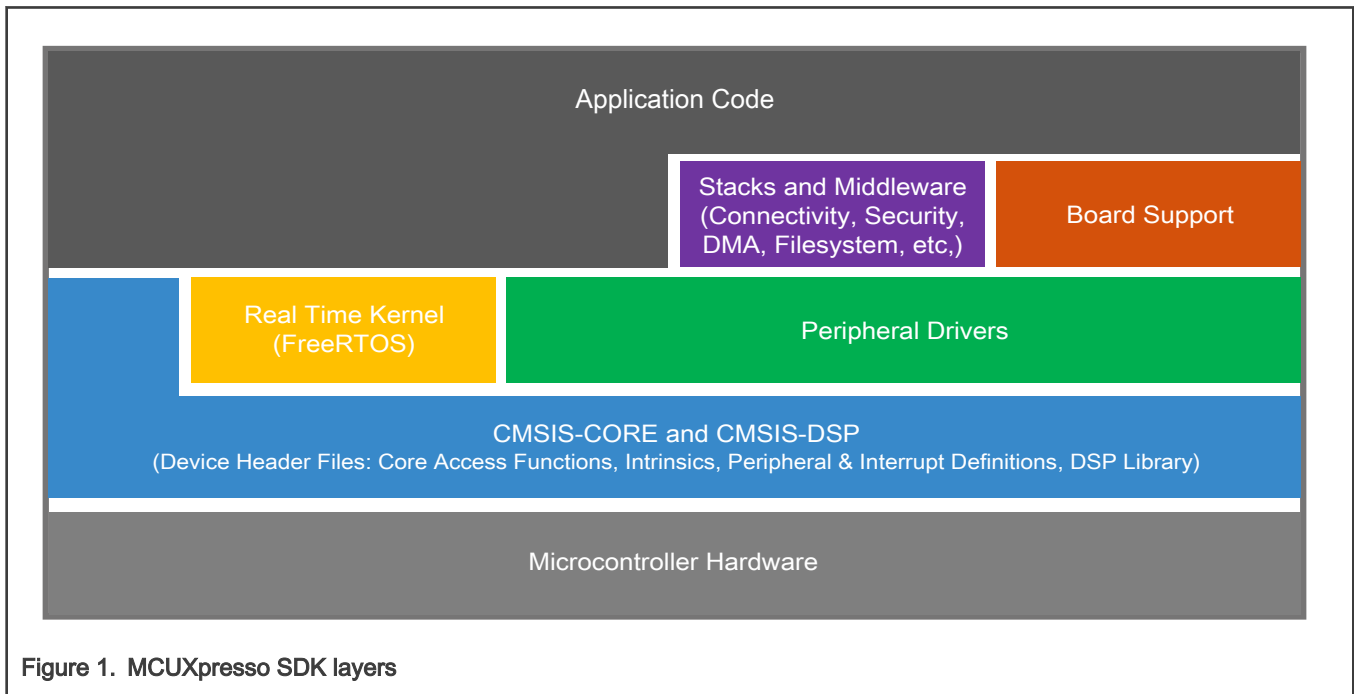 Application Code
Stacks and Middleware
(Connectivity, Security,
DMA, Filesystem, etc,)
Board Support
Real Time Kernel
(FreeRTOS)
Peripheral Drivers
CMSIS-CORE and CMSIS-DSP
(Device Header Files: Core Access Functions, Intrinsics, Peripheral & Interrupt Definitions, DSP Library)
Microcontroller Hardware
Figure 1. MCUXpresso SDK layers